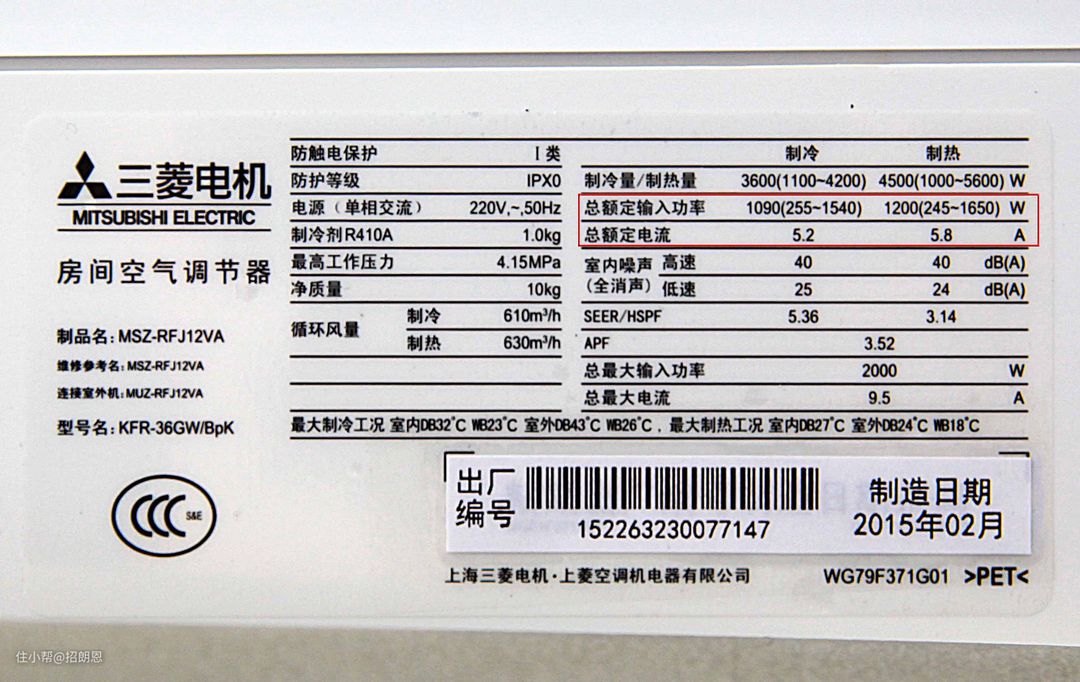 三菱电机
MITSUBISHI ELECTRIC
房间空气调节器
制品名: MSZ-RFJ12VA
维修参考名: MSZ-RFJ12VA
连接室外机: MUZ-RFJ12VA
型号名: KFR-36GW/BpK
S&E
防触电保护 I类
防护等级 IPX0
电源（单相交流） 220V,~,50Hz
制冷剂R410A 1.0kg
最高工作压力 4.15MPa
净质量 10kg
循环风量 制冷 610m³/h
制热 630m³/h
制冷 制热
制冷量/制热量 3600(1100~4200) 4500(1000~5600) W
总额定输入功率 1090(255~1540) 1200(245~1650) W
总额定电流 5.2 5.8 A
室内噪声 高速 40 40 dB(A)
(全消声) 低速 25 24 dB(A)
SEER/HSPF 5.36 3.14
APF 3.52
总最大输入功率 2000 W
总最大电流 9.5 A
最大制冷工况 室内DB32℃ WB23℃ 室外DB43℃ WB26℃, 最大制热工况 室内DB27℃ 室外DB24℃ WB18℃
出厂
编号
152263230077147
制造日期
2015年02月
上海三菱电机·上菱空调机电器有限公司 WG79F371G01 >PET<
住小帮@招朗恩